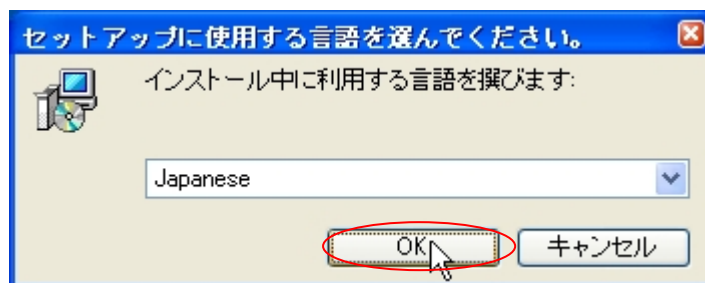 セットアップに使用する言語を選んでください。
インストール中に利用する言語を撰びます:
Japanese
OK
キャンセル